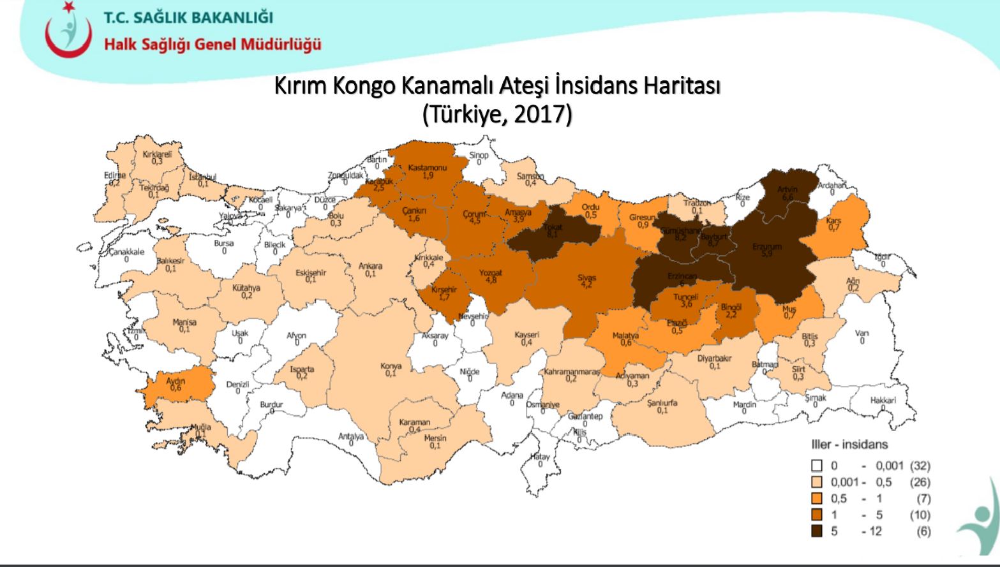 T.C. SAĞLIK BAKANLIĞI
Halk Sağlığı Genel Müdürlüğü
Kırım Kongo Kanamalı Ateşi İnsidans Haritası
(Türkiye, 2017)
Kırklareli
0,3
Edirne
0,2
Tekirdağ
0,1
İstanbul
0,1
Kocaeli
0
Yalova
0
Sakarya
0
Düzce
0
Zonguldak
0
Bartın
0
Karabük
2,5
Kastamonu
1,9
Sinop
0
Samsun
0,4
Bolu
0,3
Çankırı
1,6
Çorum
4,5
Amasya
3,9
Tokat
8,1
Ordu
0,5
Giresun
0,9
Trabzon
0,1
Gümüşhane
8,2
Bayburt
8,7
Rize
0
Artvin
6,6
Ardahan
0
Kars
0,7
Erzurum
5,9
Iğdır
0
Ağrı
0,2
Çanakkale
0
Balıkesir
0,1
Bursa
0
Bilecik
0
Eskişehir
0,1
Kütahya
0,2
Ankara
0,1
Kırıkkale
0,4
Kırşehir
1,7
Yozgat
4,8
Sivas
4,2
Erzincan
6
Tunceli
3,6
Bingöl
2,2
Muş
0,7
Elazığ
0,5
Malatya
0,6
Bitlis
0,3
Van
0
Manisa
0,1
İzmir
0
Uşak
0
Afyon
0
Aksaray
0
Nevşehir
0
Kayseri
0,4
Niğde
0
Konya
0,1
Isparta
0,2
Aydın
0,6
Denizli
0
Burdur
0
Muğla
0,1
Antalya
0
Karaman
0,4
Mersin
0,1
Adana
0
Osmaniye
0
Kahramanmaraş
0,2
Adıyaman
0,3
Diyarbakır
0,1
Batman
0
Siirt
0,3
Şırnak
0
Hakkari
0
Mardin
0
Şanlıurfa
0,1
Gaziantep
0
Kilis
0
Hatay
0
Iller - insidans
0 - 0,001 (32)
0,001 - 0,5 (26)
0,5 - 1 (7)
1 - 5 (10)
5 - 12 (6)